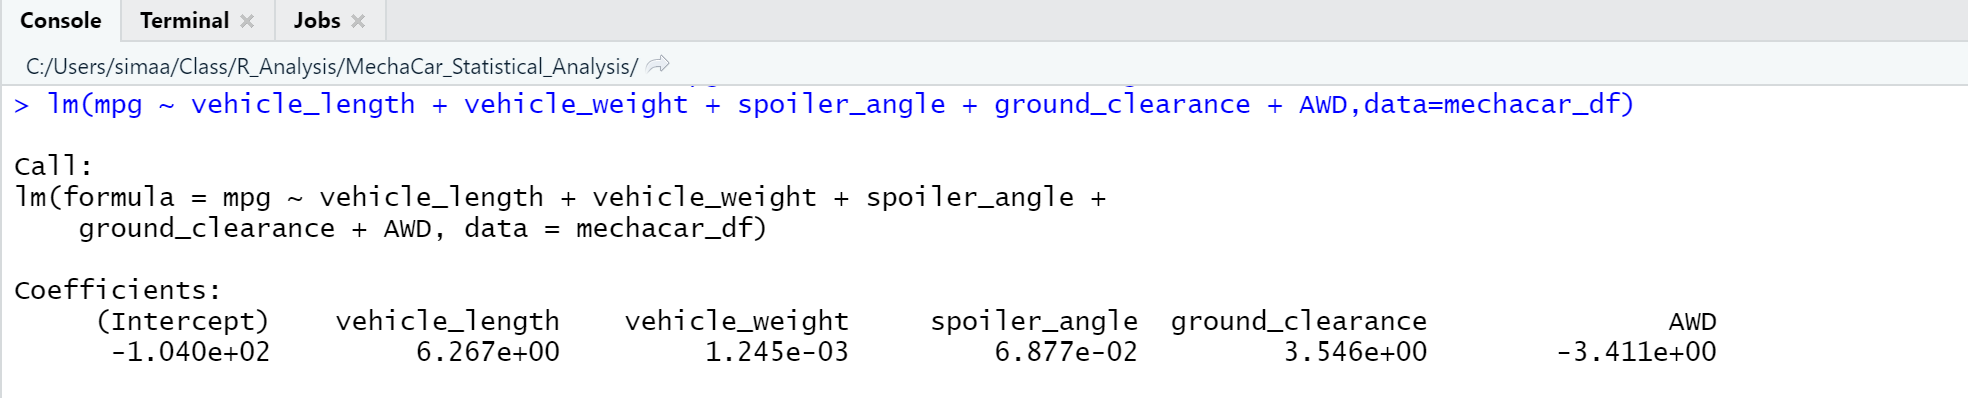 Console Terminal Jobs
C:/Users/simaa/Class/R_Analysis/MechaCar_Statistical_Analysis/
> lm(mpg ~ vehicle_length + vehicle_weight + spoiler_angle + ground_clearance + AWD,data=mechacar_df)
Call:
lm(formula = mpg ~ vehicle_length + vehicle_weight + spoiler_angle +
    ground_clearance + AWD, data = mechacar_df)
Coefficients:
     (Intercept)    vehicle_length    vehicle_weight     spoiler_angle  ground_clearance               AWD
      -1.040e+02         6.267e+00         1.245e-03         6.877e-02         3.546e+00        -3.411e+00